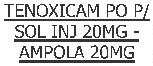 TENOXICAM PO P/
SOL INJ 20MG -
AMPOLA 20MG